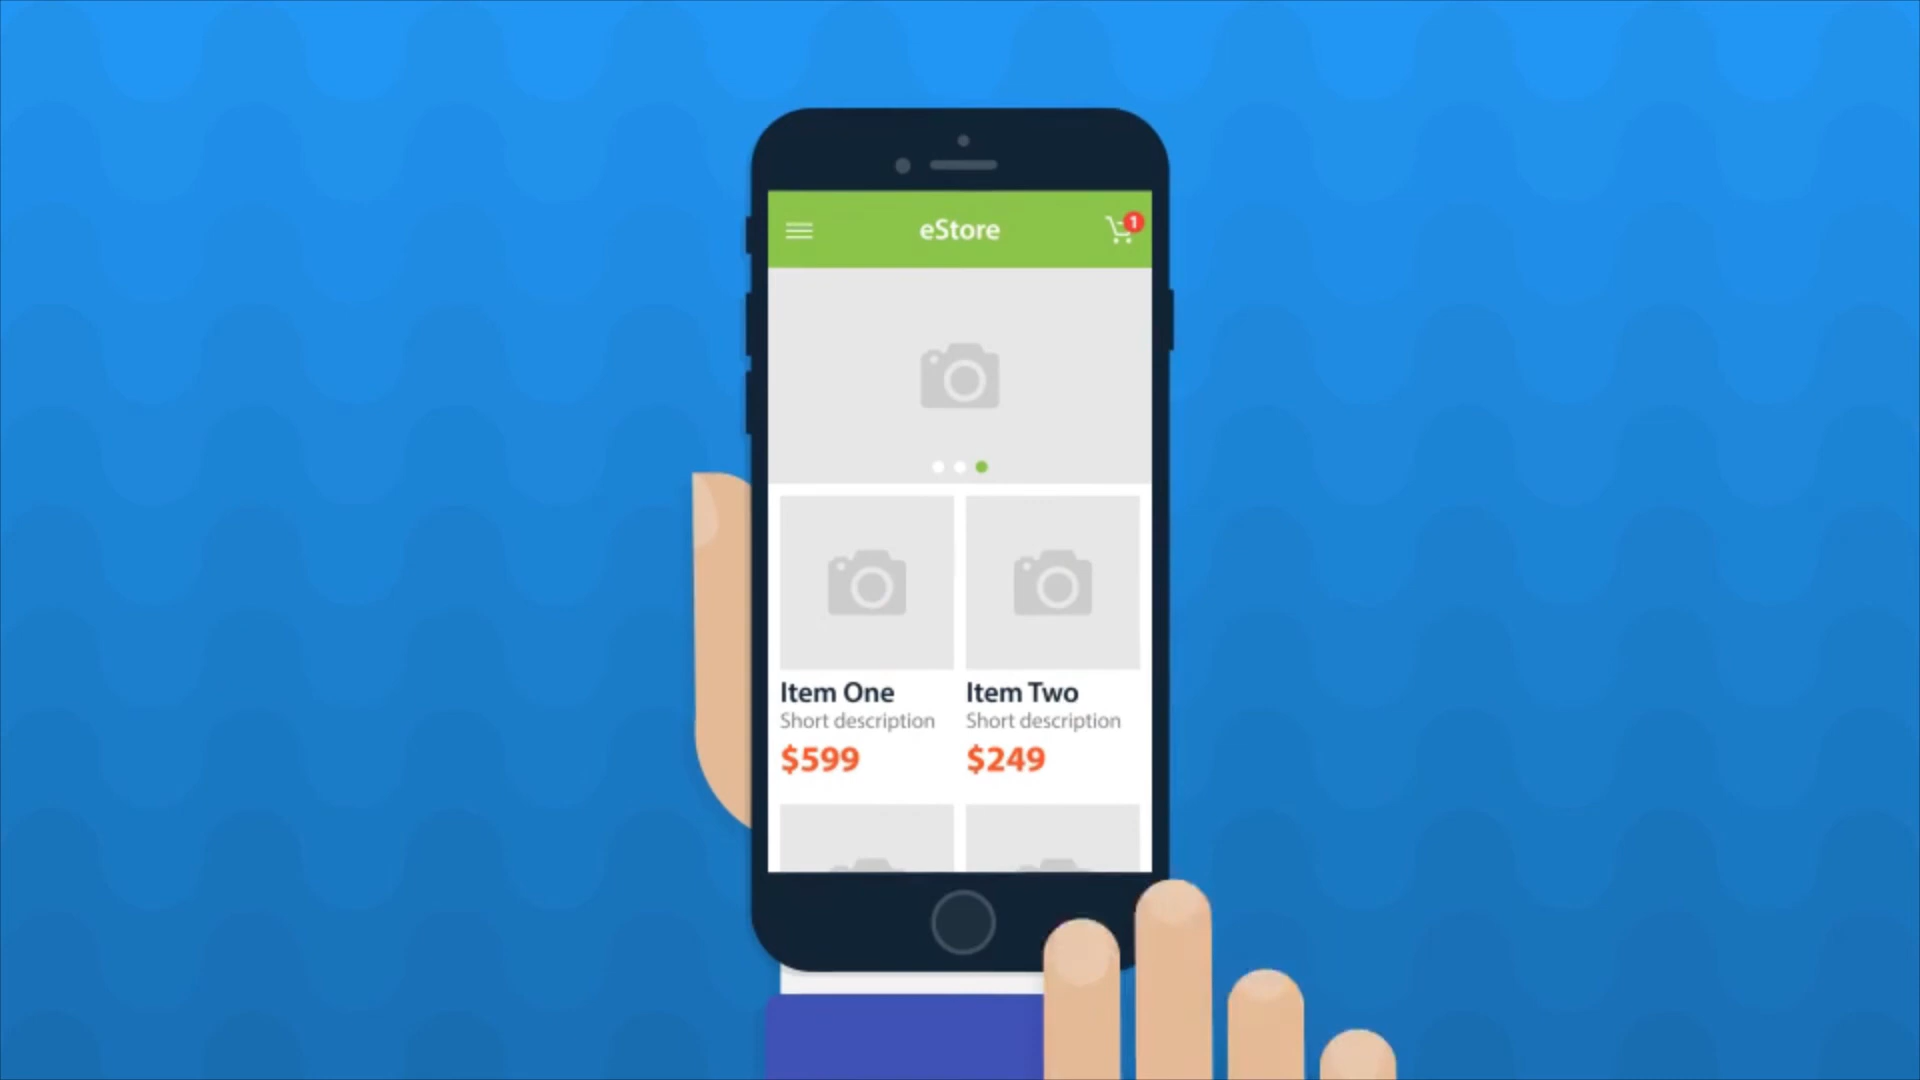 eStore
1
Item One
Short description
$599
Item Two
Short description
$249